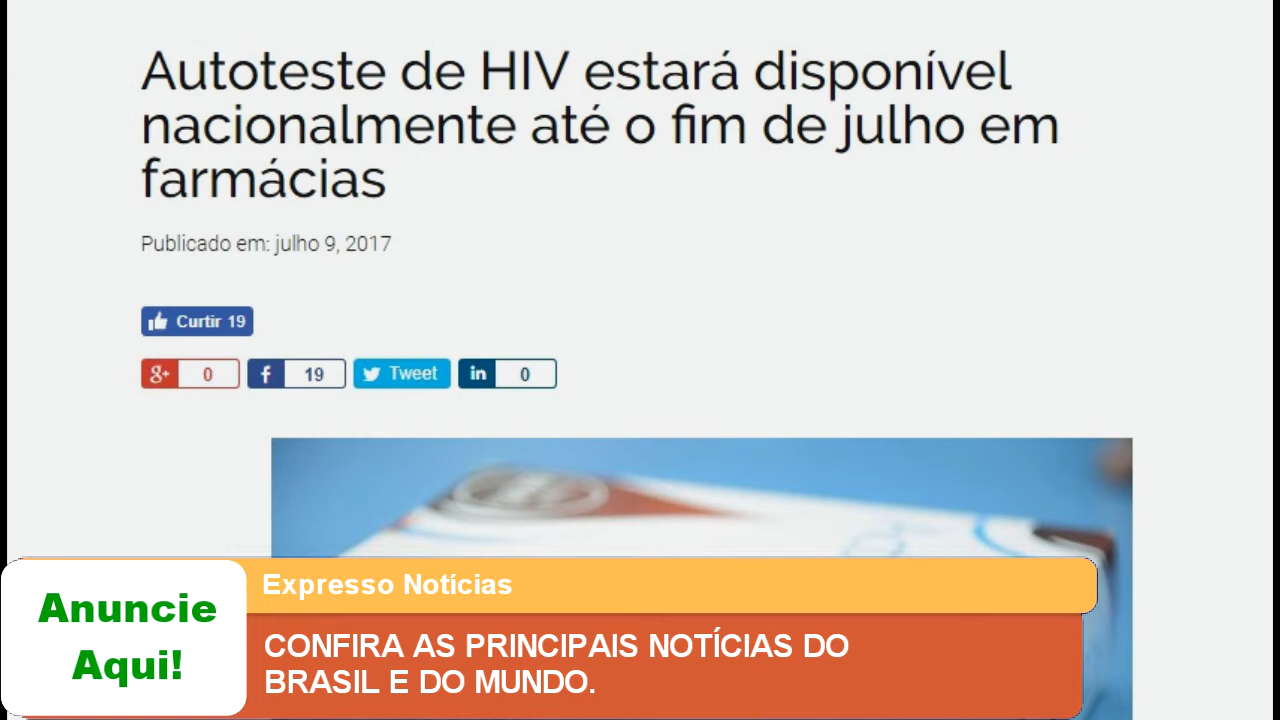 Autoteste de HIV estará disponível
nacionalmente até o fim de julho em
farmácias
Publicado em: julho 9, 2017
Curtir 19
g+ 0 f 19 Tweet in 0
Expresso Notícias
Anuncie
Aqui!
CONFIRA AS PRINCIPAIS NOTÍCIAS DO
BRASIL E DO MUNDO.